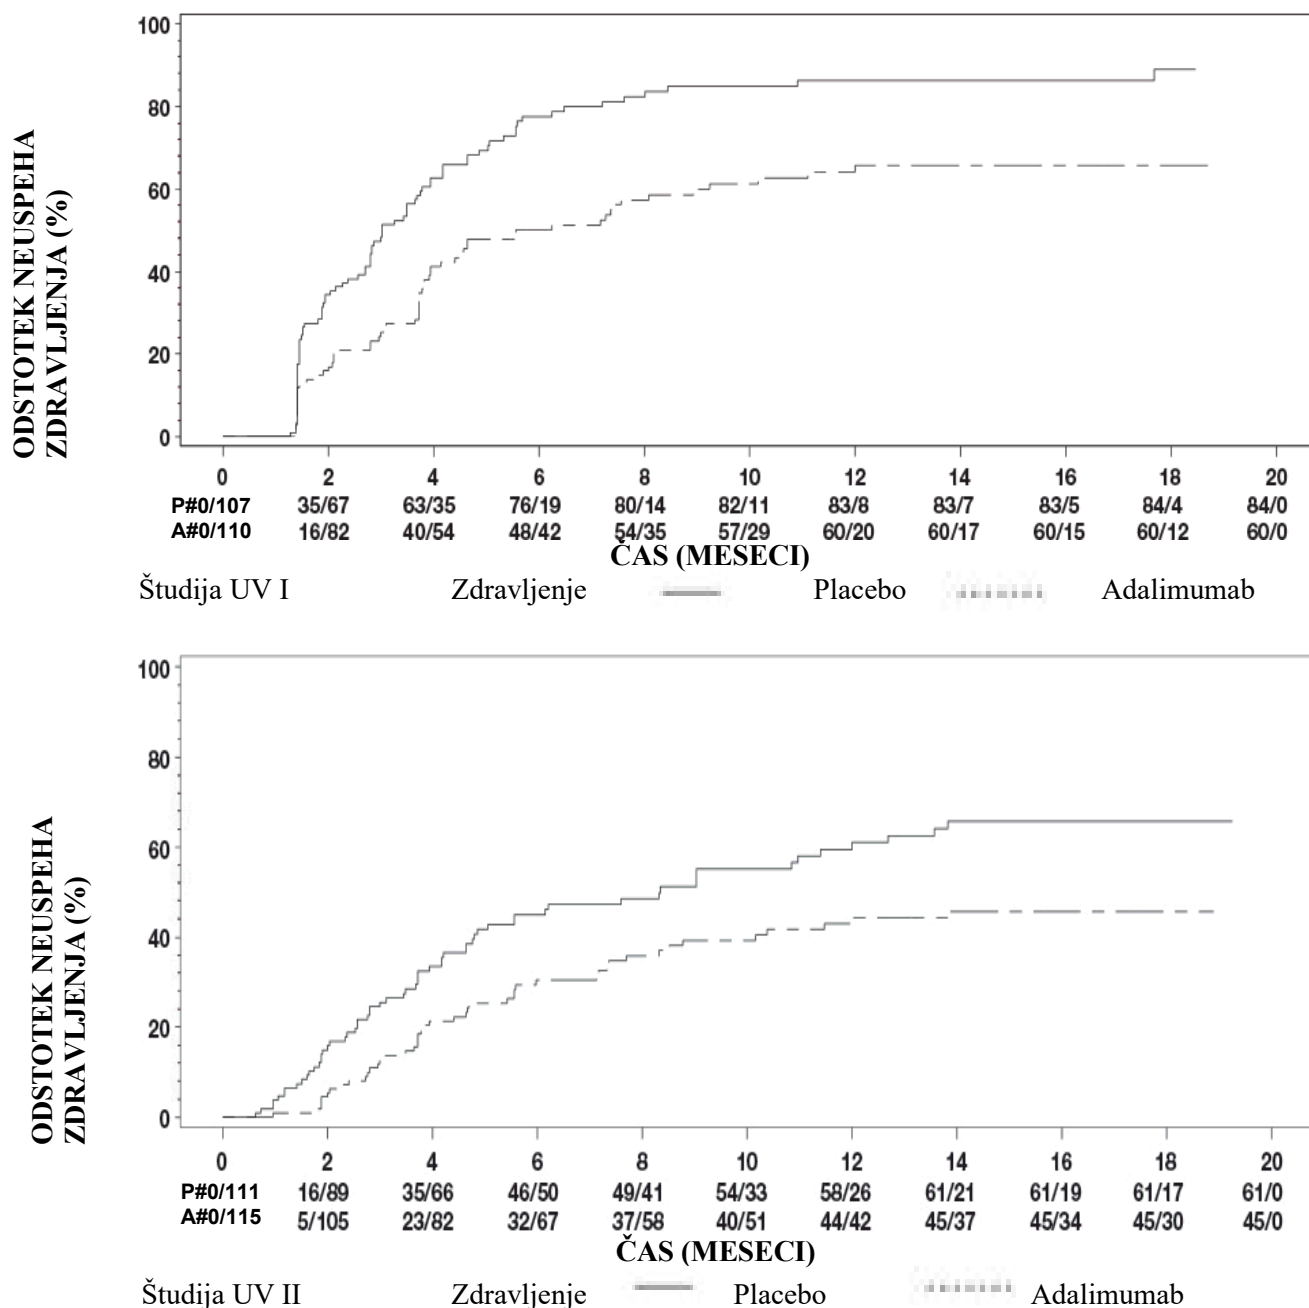 ODSTOTEK NEUSPEHA
ZDRAVLJENJA (%)
100
80
60
40
20
0
0 2 4 6 8 10 12 14 16 18 20
P#0/107 35/67 63/35 76/19 80/14 82/11 83/8 83/7 83/5 84/4 84/0
A#0/110 16/82 40/54 48/42 54/35 57/29 60/20 60/17 60/15 60/12 60/0
ČAS (MESECI)
Študija UV I Zdravljenje Placebo Adalimumab
ODSTOTEK NEUSPEHA
ZDRAVLJENJA (%)
100
80
60
40
20
0
0 2 4 6 8 10 12 14 16 18 20
P#0/111 16/89 35/66 46/50 49/41 54/33 58/26 61/21 61/19 61/17 61/0
A#0/115 5/105 23/82 32/67 37/58 40/51 44/42 45/37 45/34 45/30 45/0
ČAS (MESECI)
Študija UV II Zdravljenje Placebo Adalimumab